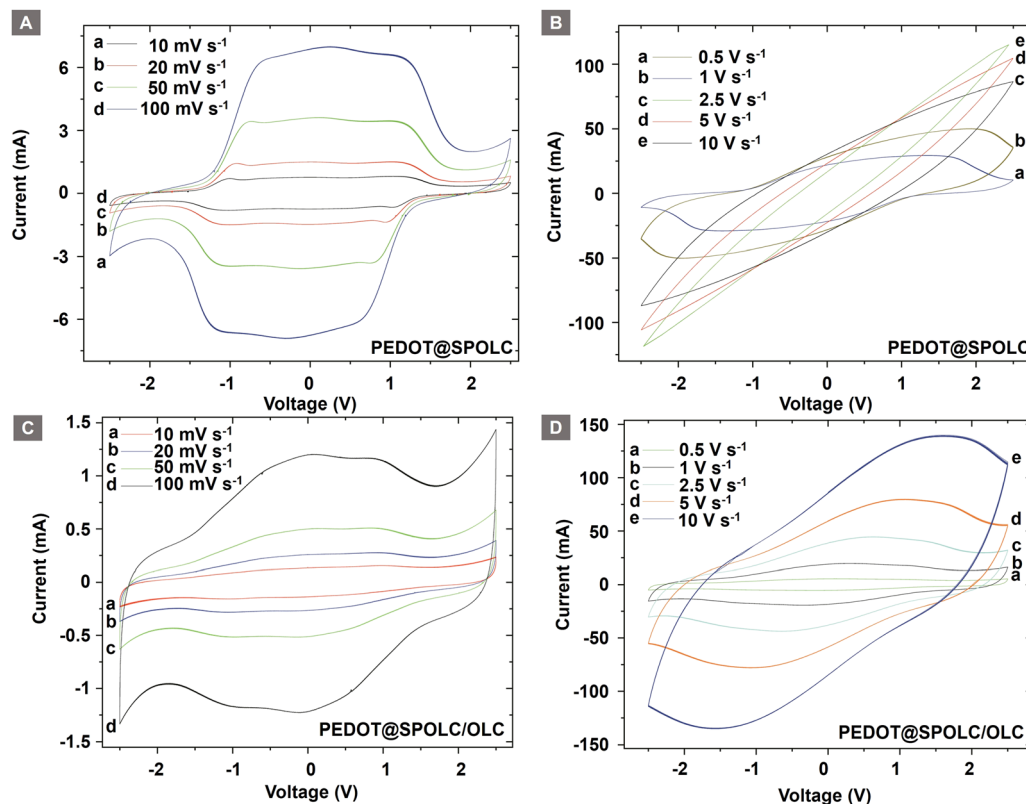 A
a 10 mV s⁻¹
b 20 mV s⁻¹
c 50 mV s⁻¹
d 100 mV s⁻¹
6
3
0
-3
-6
Current (mA)
d
c
b
a
PEDOT@SPOLC
-2 -1 0 1 2
Voltage (V)
B
a 0.5 V s⁻¹
b 1 V s⁻¹
c 2.5 V s⁻¹
d 5 V s⁻¹
e 10 V s⁻¹
100
50
0
-50
-100
Current (mA)
e
d
c
b
a
PEDOT@SPOLC
-2 -1 0 1 2
Voltage (V)
C
a 10 mV s⁻¹
b 20 mV s⁻¹
c 50 mV s⁻¹
d 100 mV s⁻¹
1.5
1
0.5
0
-0.5
-1
-1.5
Current (mA)
a
b
c
d
PEDOT@SPOLC/OLC
-2 -1 0 1 2
Voltage (V)
D
a 0.5 V s⁻¹
b 1 V s⁻¹
c 2.5 V s⁻¹
d 5 V s⁻¹
e 10 V s⁻¹
150
100
50
0
-50
-100
-150
Current (mA)
e
d
c
b
a
PEDOT@SPOLC/OLC
-2 -1 0 1 2
Voltage (V)